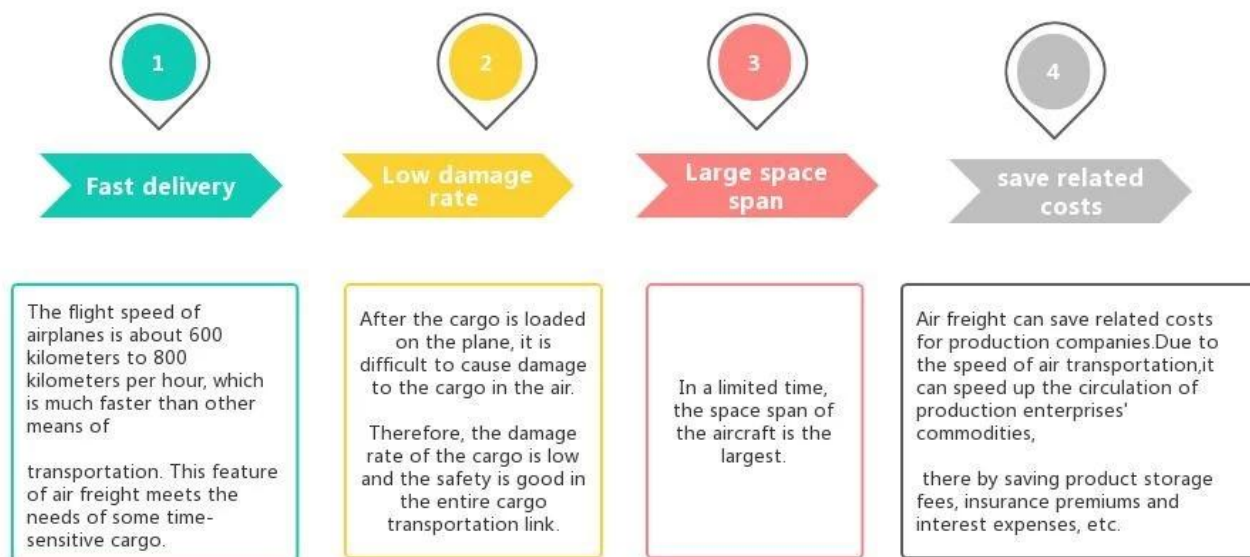 1
Fast delivery
The flight speed of
airplanes is about 600
kilometers to 800
kilometers per hour, which
is much faster than other
means of
transportation. This feature
of air freight meets the
needs of some time-
sensitive cargo.
2
Low damage
rate
After the cargo is loaded
on the plane, it is
difficult to cause damage
to the cargo in the air.
Therefore, the damage
rate of the cargo is low
and the safety is good in
the entire cargo
transportation link.
3
Large space
span
In a limited time,
the space span of
the aircraft is the
largest.
4
save related
costs
Air freight can save related costs
for production companies.Due to
the speed of air transportation,it
can speed up the circulation of
production enterprises'
commodities,
there by saving product storage
fees, insurance premiums and
interest expenses, etc.